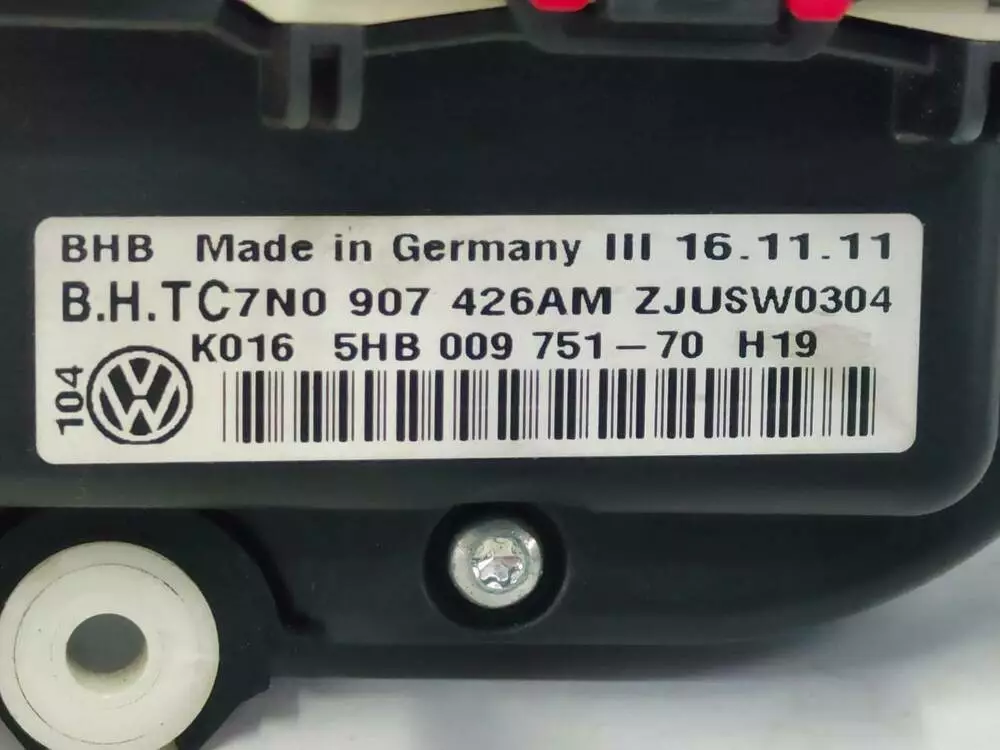 BHB Made in Germany III 16.11.11
B.H.TC7N0 907 426AM ZJUSW0304
K016 5HB 009 751-70 H19
104